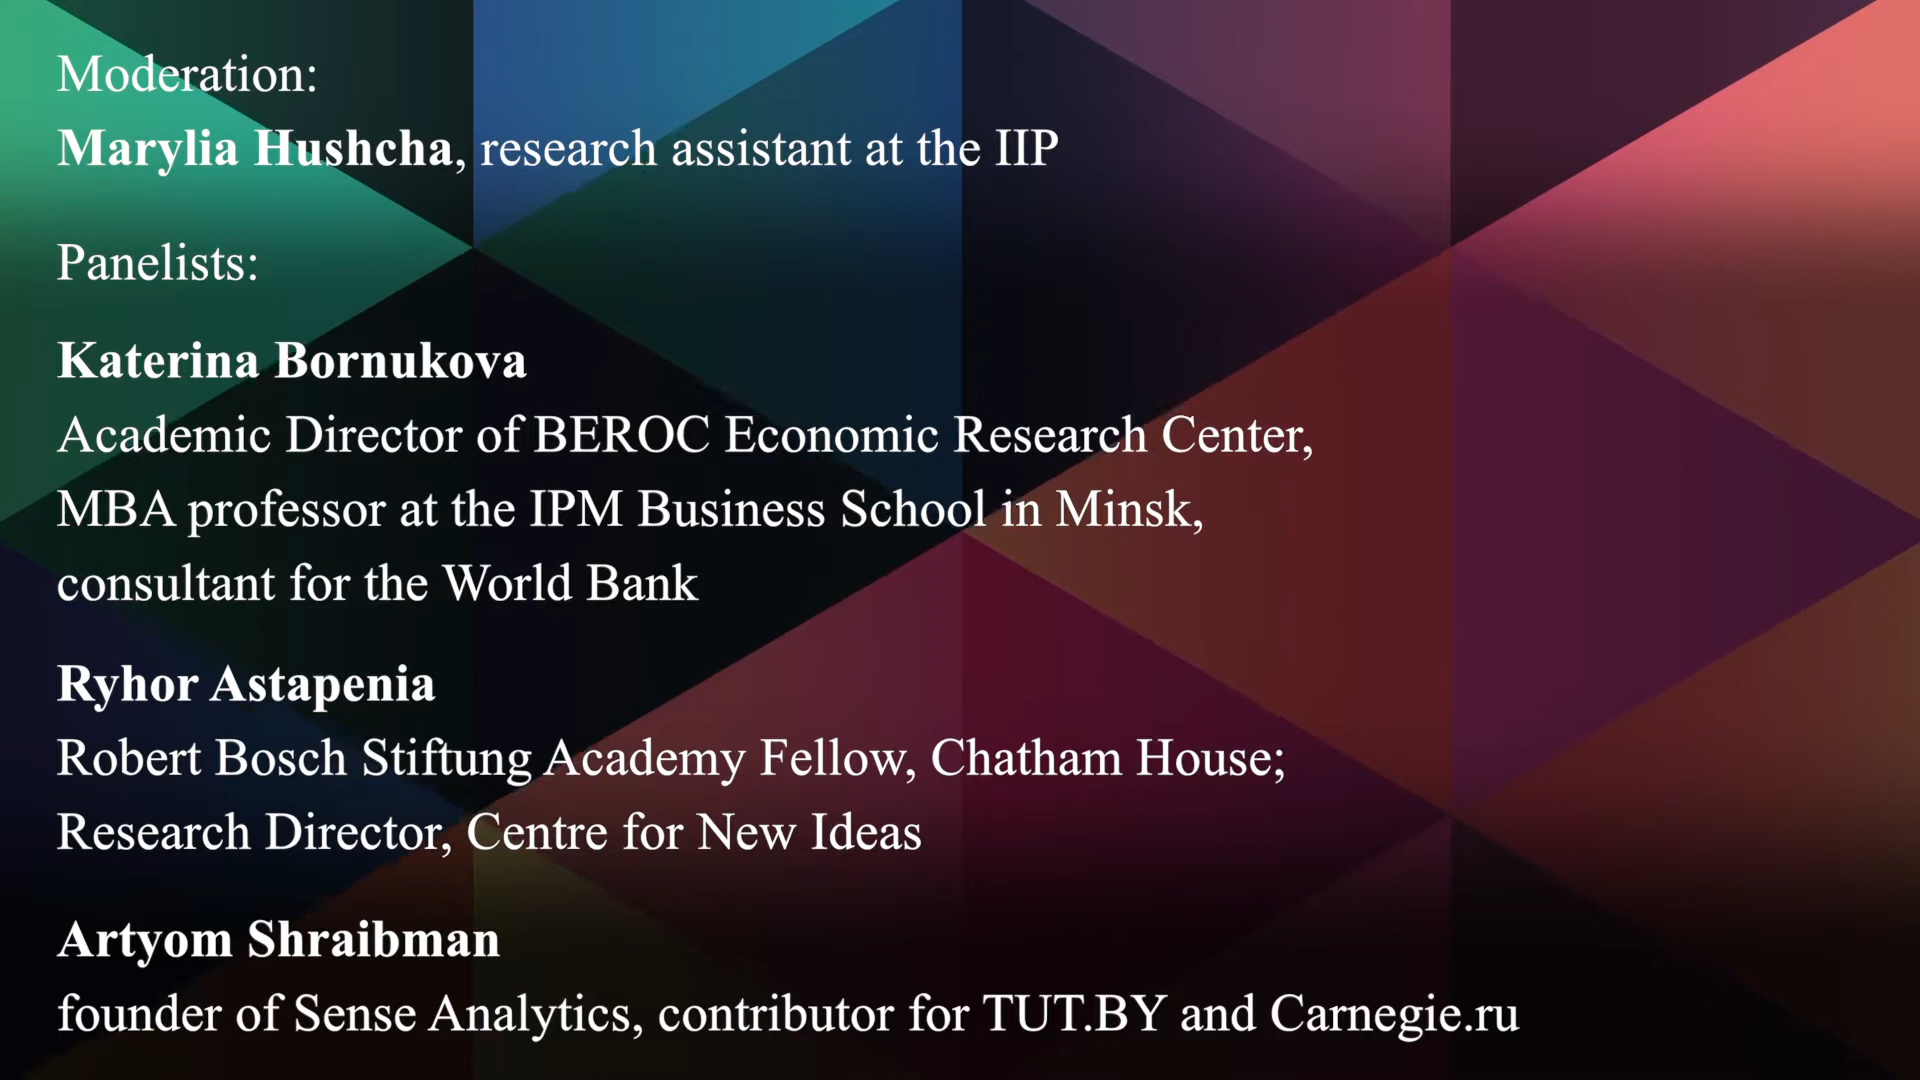 Moderation:
Marylia Hushcha, research assistant at the IIP
Panelists:
Katerina Bornukova
Academic Director of BEROC Economic Research Center,
MBA professor at the IPM Business School in Minsk,
consultant for the World Bank
Ryhor Astapenia
Robert Bosch Stiftung Academy Fellow, Chatham House;
Research Director, Centre for New Ideas
Artyom Shraibman
founder of Sense Analytics, contributor for TUT.BY and Carnegie.ru